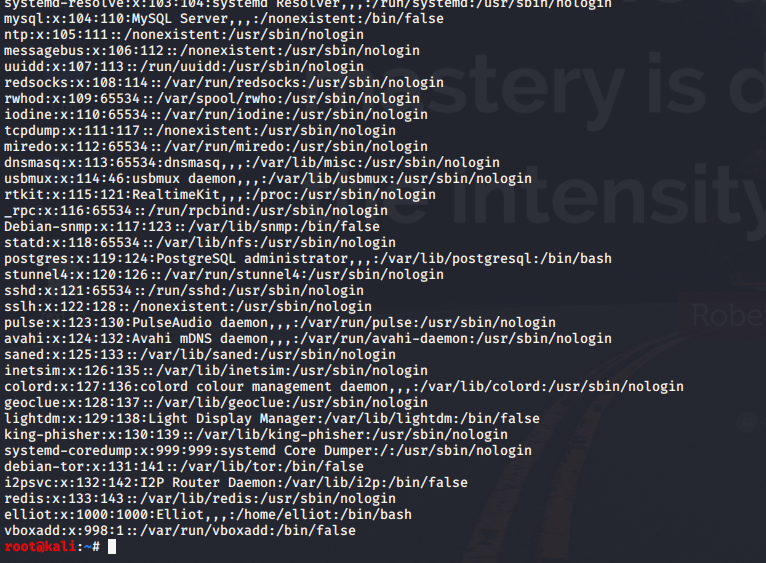 systemd-resolve:x:103:104:systemd Resolver,,,:/run/systemd:/usr/sbin/nologin
mysql:x:104:110:MySQL Server,,,:/nonexistent:/bin/false
ntp:x:105:111::/nonexistent:/usr/sbin/nologin
messagebus:x:106:112::/nonexistent:/usr/sbin/nologin
uuidd:x:107:113::/run/uuidd:/usr/sbin/nologin
redsocks:x:108:114::/var/run/redsocks:/usr/sbin/nologin
rwhod:x:109:65534::/var/spool/rwho:/usr/sbin/nologin
iodine:x:110:65534::/var/run/iodine:/usr/sbin/nologin
tcpdump:x:111:117::/nonexistent:/usr/sbin/nologin
miredo:x:112:65534::/var/run/miredo:/usr/sbin/nologin
dnsmasq:x:113:65534:dnsmasq,,,:/var/lib/misc:/usr/sbin/nologin
usbmux:x:114:46:usbmux daemon,,,:/var/lib/usbmux:/usr/sbin/nologin
rtkit:x:115:121:RealtimeKit,,,:/proc:/usr/sbin/nologin
_rpc:x:116:65534::/run/rpcbind:/usr/sbin/nologin
Debian-snmp:x:117:123::/var/lib/snmp:/bin/false
statd:x:118:65534::/var/lib/nfs:/usr/sbin/nologin
postgres:x:119:124:PostgreSQL administrator,,,:/var/lib/postgresql:/bin/bash
stunnel4:x:120:126::/var/run/stunnel4:/usr/sbin/nologin
sshd:x:121:65534::/run/sshd:/usr/sbin/nologin
sslh:x:122:128::/nonexistent:/usr/sbin/nologin
pulse:x:123:130:PulseAudio daemon,,,:/var/run/pulse:/usr/sbin/nologin
avahi:x:124:132:Avahi mDNS daemon,,,:/var/run/avahi-daemon:/usr/sbin/nologin
saned:x:125:133::/var/lib/saned:/usr/sbin/nologin
inetsim:x:126:135::/var/lib/inetsim:/usr/sbin/nologin
colord:x:127:136:colord colour management daemon,,,:/var/lib/colord:/usr/sbin/nologin
geoclue:x:128:137::/var/lib/geoclue:/usr/sbin/nologin
lightdm:x:129:138:Light Display Manager:/var/lib/lightdm:/bin/false
king-phisher:x:130:139::/var/lib/king-phisher:/usr/sbin/nologin
systemd-coredump:x:999:999:systemd Core Dumper:/:/usr/sbin/nologin
debian-tor:x:131:141::/var/lib/tor:/bin/false
i2psvc:x:132:142:I2P Router Daemon:/var/lib/i2p:/bin/false
redis:x:133:143::/var/lib/redis:/usr/sbin/nologin
elliot:x:1000:1000:Elliot,,,:/home/elliot:/bin/bash
vboxadd:x:998:1::/var/run/vboxadd:/bin/false
root@kali:~#